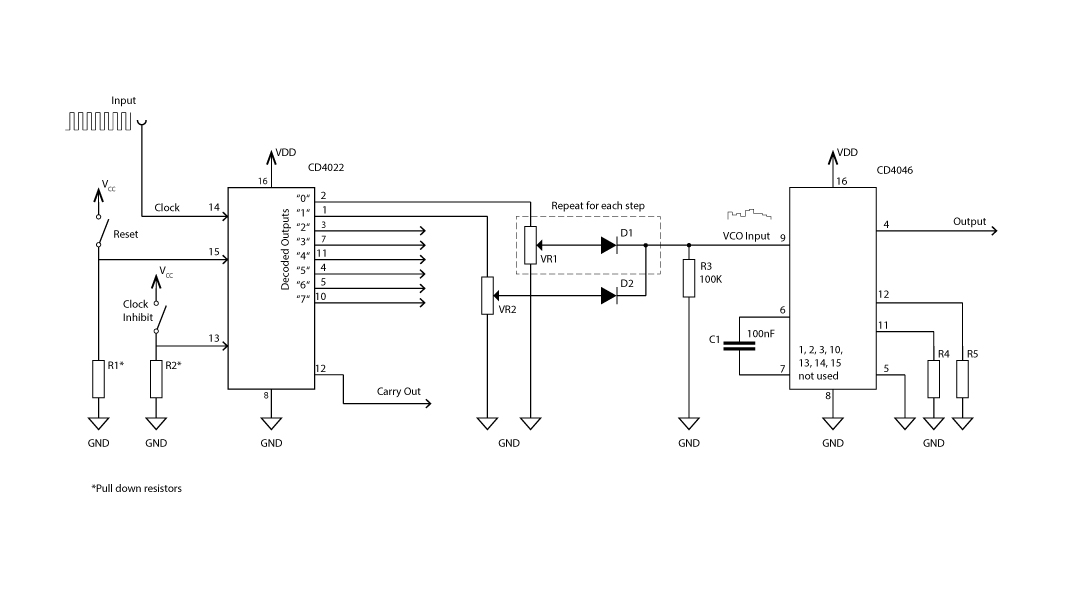 Input
VDD
CD4022
16
VCC
Reset
Clock
14
15
VCC
Clock
Inhibit
13
R1*
R2*
GND
GND
*Pull down resistors
Decoded Outputs
"0"
2
"1"
1
"2"
3
"3"
7
"4"
11
"5"
4
"6"
5
"7"
10
12
Carry Out
8
GND
Repeat for each step
D1
VR1
D2
VR2
GND
VCO Input
R3
100K
GND
VDD
CD4046
16
9
4
Output
6
C1
100nF
7
12
11
5
R4
R5
1, 2, 3, 10,
13, 14, 15
not used
8
GND
GND